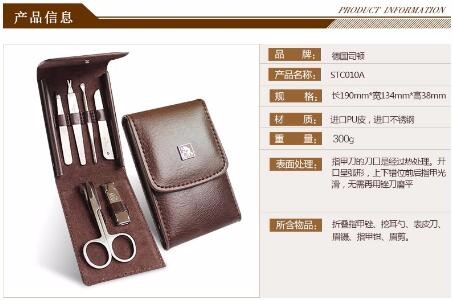 产品信息
PRODUCT INFORMATION
品 牌： 德国司顿
产品名称： STC010A
规 格： 长190mm*宽134mm*高38mm
材 质： 进口PU皮，进口不锈钢
重 量： 300g
表面处理： 指甲刀的刀口是经过热处理。开
口呈弧形，上下错位前后指甲光
滑，无需再用锉刀磨平
所含物品： 折叠指甲锉、挖耳勺、表皮刀、
眉镊、指甲钳、眉剪。